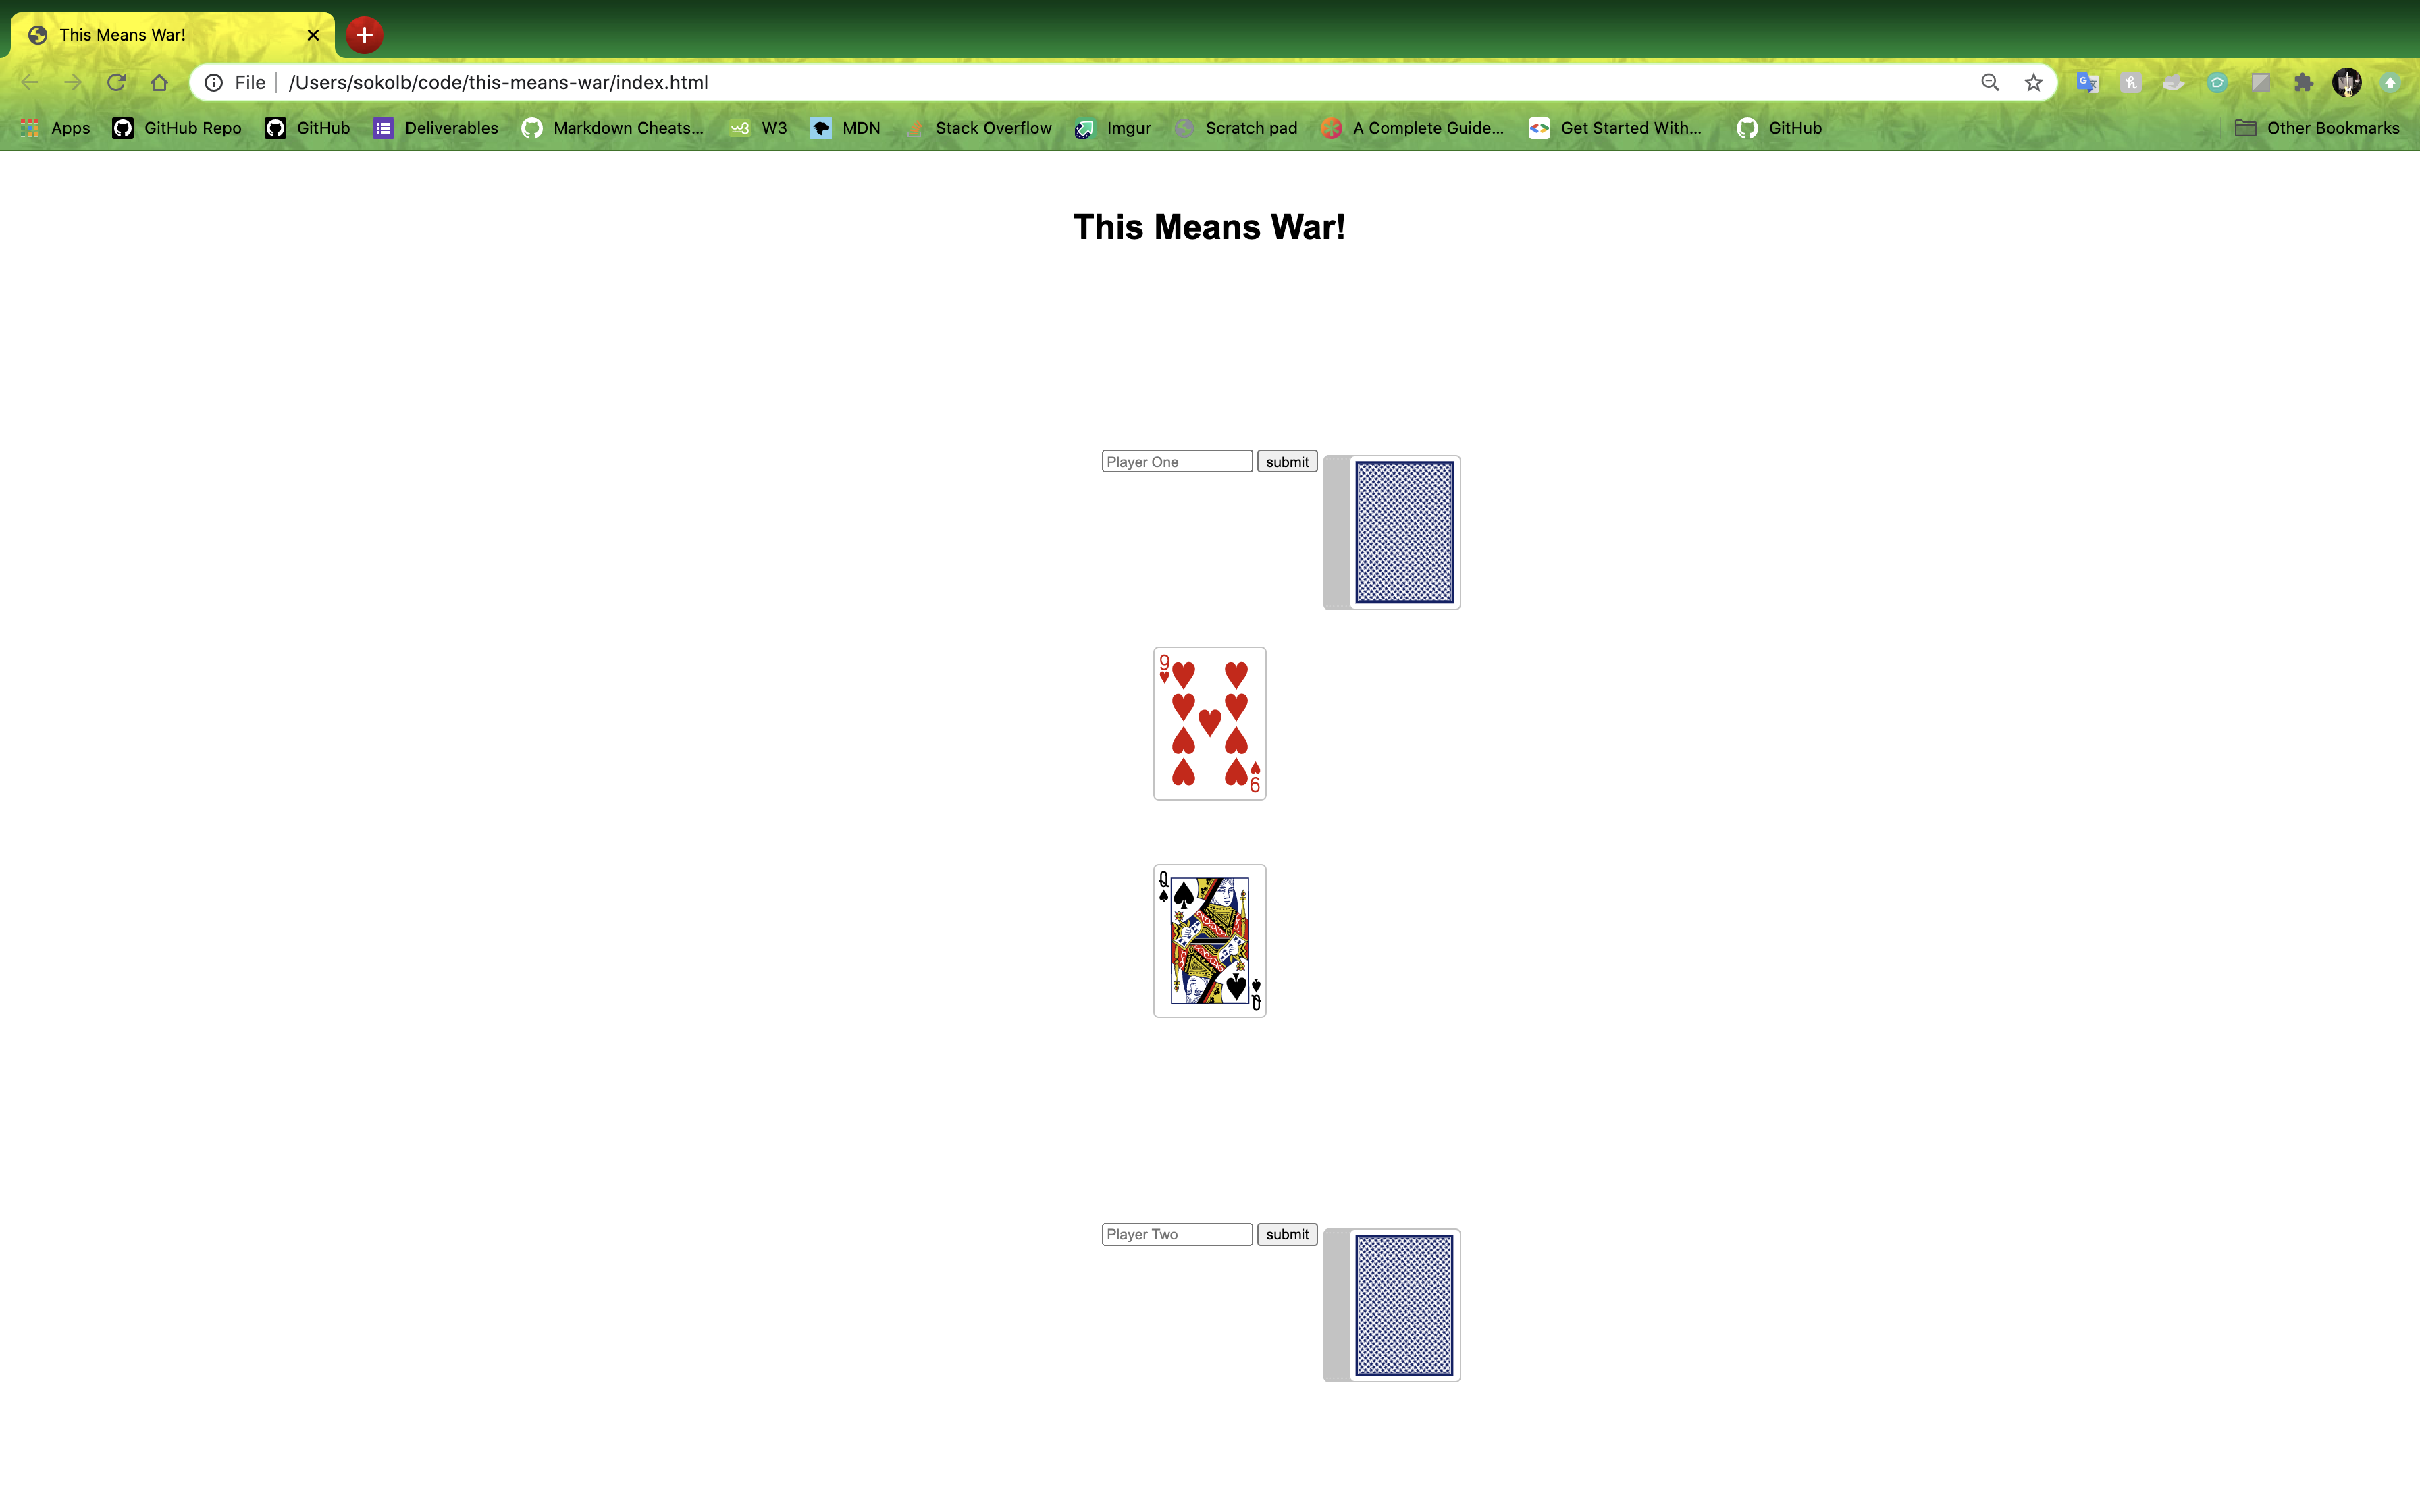 This Means War!
File /Users/sokolb/code/this-means-war/index.html
Apps GitHub Repo GitHub Deliverables Markdown Cheats... W3 MDN Stack Overflow Imgur Scratch pad A Complete Guide... Get Started With... GitHub Other Bookmarks
This Means War!
Player One submit
9
9
Q
Q
Player Two submit